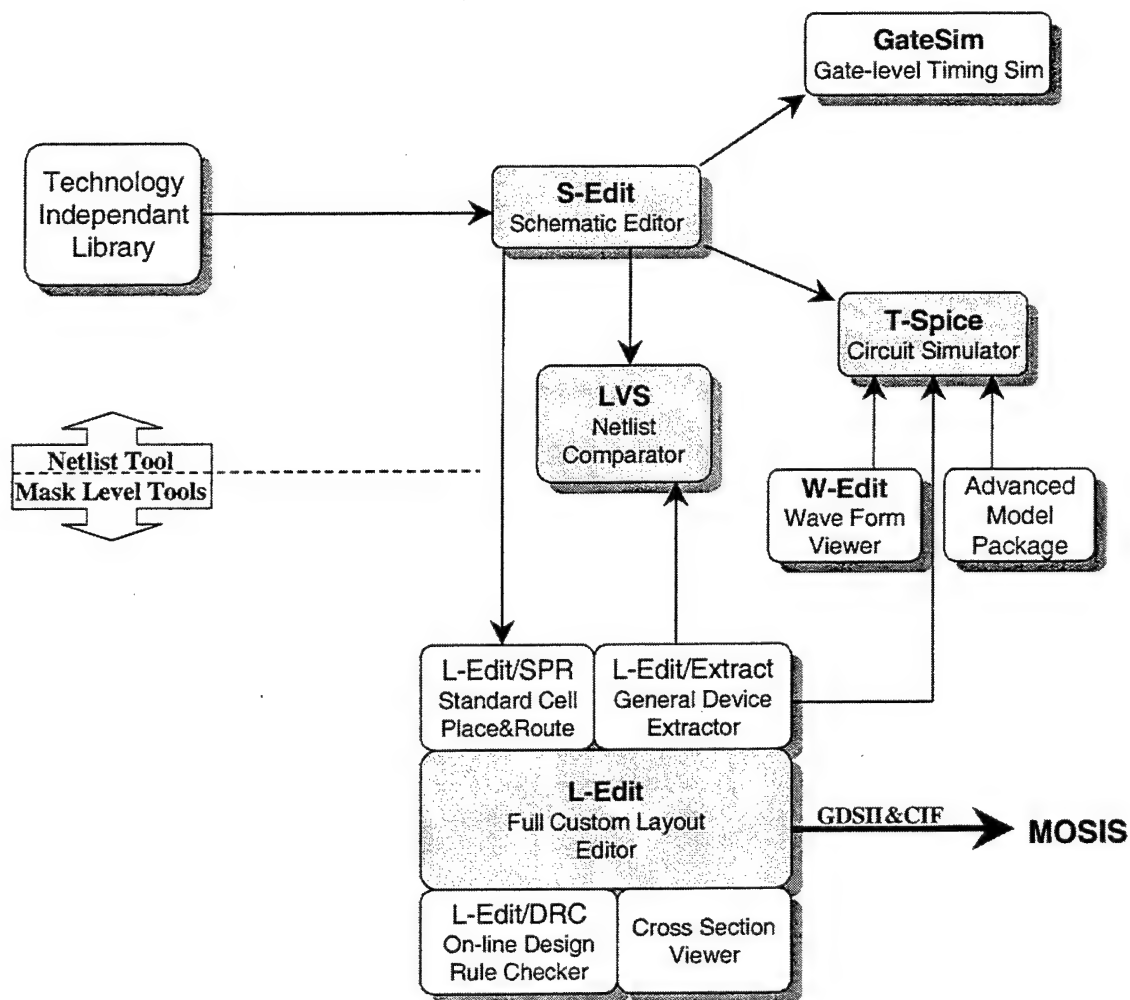 GateSim
Gate-level Timing Sim
Technology
Independant
Library
S-Edit
Schematic Editor
T-Spice
Circuit Simulator
LVS
Netlist
Comparator
Netlist Tool
Mask Level Tools
W-Edit
Wave Form
Viewer
Advanced
Model
Package
L-Edit/SPR
Standard Cell
Place&Route
L-Edit/Extract
General Device
Extractor
L-Edit
Full Custom Layout
Editor
GDSII&CIF
MOSIS
L-Edit/DRC
On-line Design
Rule Checker
Cross Section
Viewer